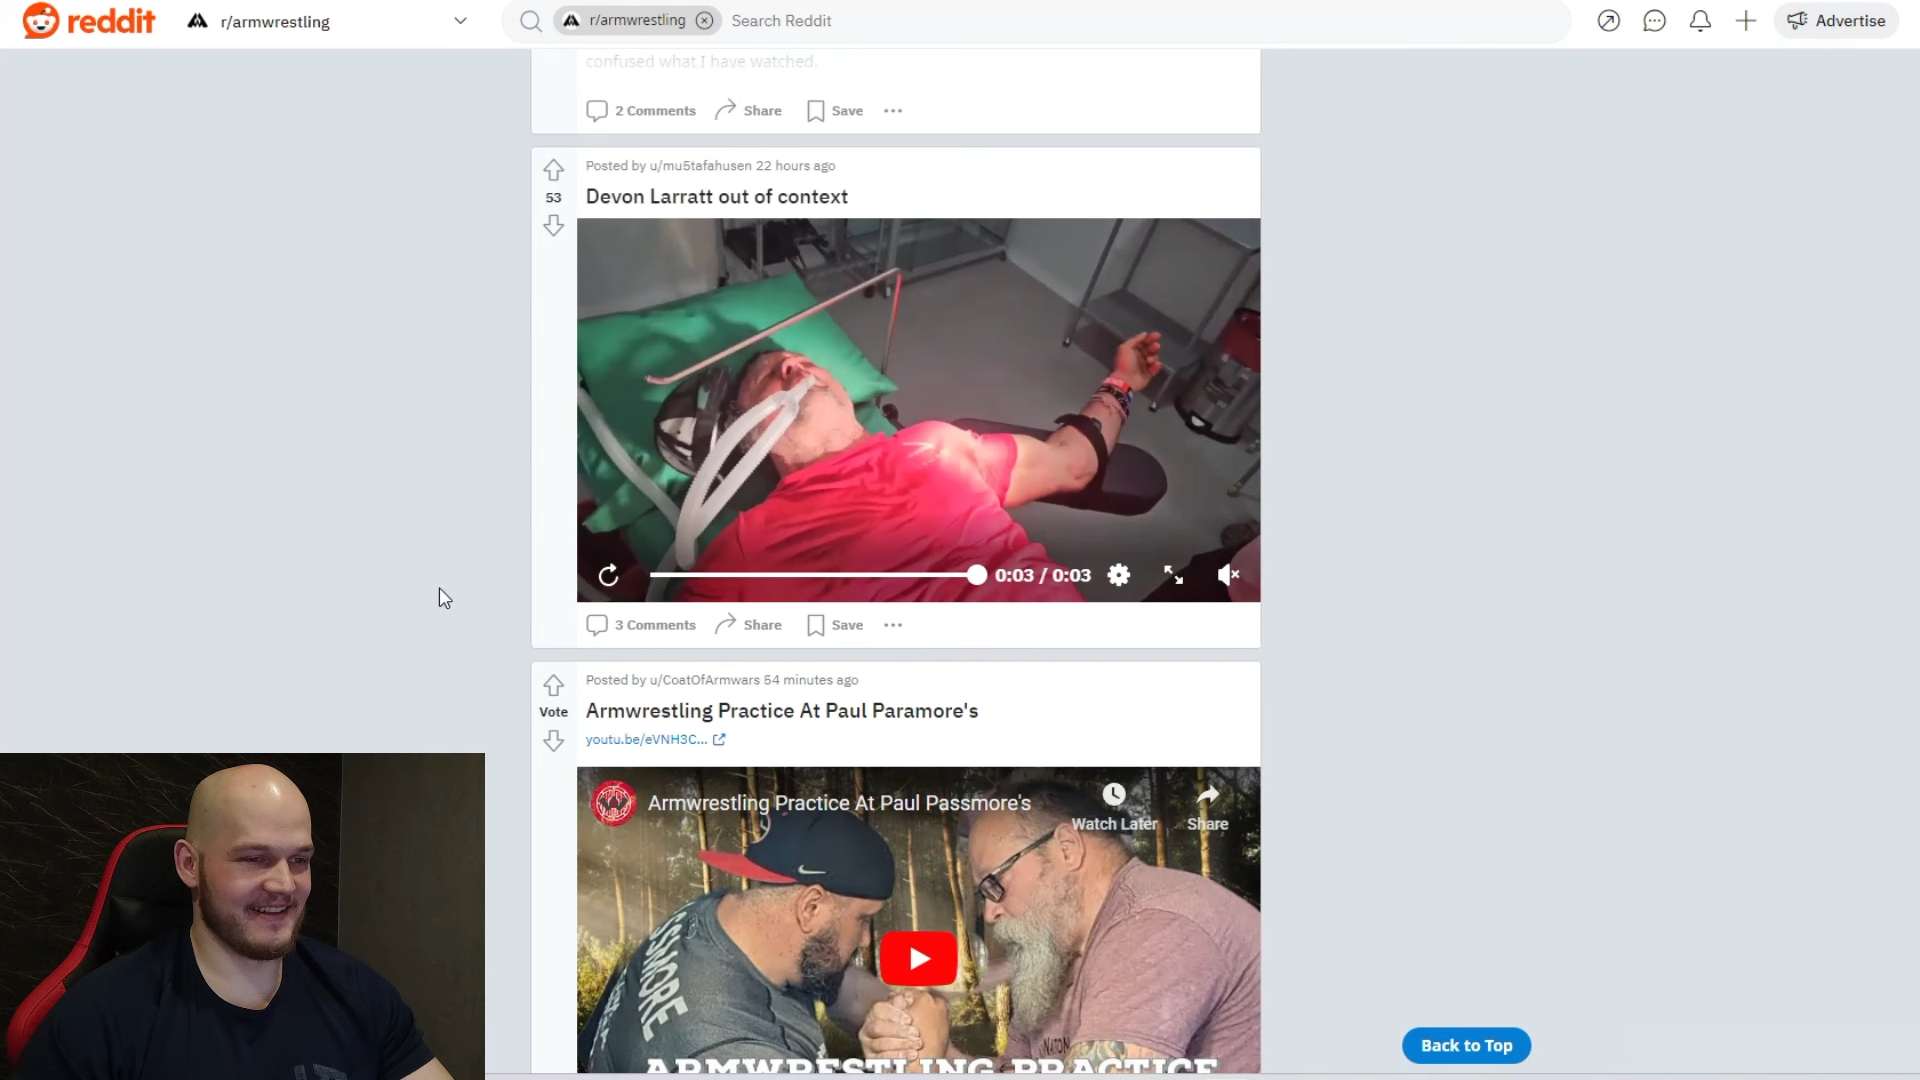 reddit
r/armwrestling
r/armwrestling
Search Reddit
Advertise
confused what I have watched.
2 Comments
Share
Save
Posted by u/mu5tafahusen 22 hours ago
53
Devon Larratt out of context
0:03 / 0:03
3 Comments
Share
Save
Posted by u/CoatOfArmwars 54 minutes ago
Vote
Armwrestling Practice At Paul Paramore's
youtu.be/eVNH3C...
Armwrestling Practice At Paul Passmore's
Watch Later
Share
SSMORE
ARMWRESTLING PRACTICE
Back to Top